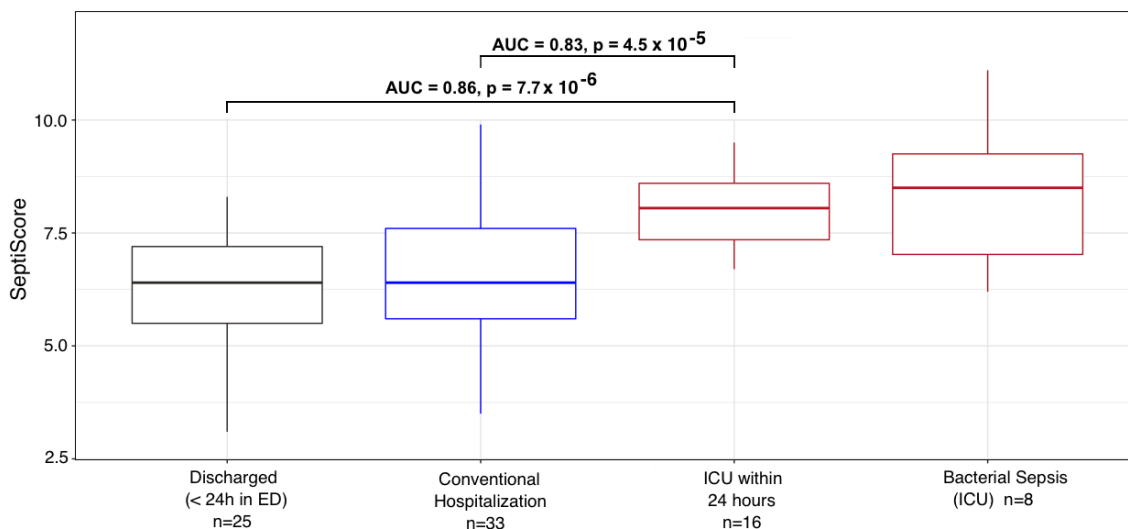 AUC = 0.83, p = 4.5 x 10-5
AUC = 0.86, p = 7.7 x 10-6
SeptiScore
10.0
7.5
5.0
2.5
Discharged
(< 24h in ED)
n=25
Conventional
Hospitalization
n=33
ICU within
24 hours
n=16
Bacterial Sepsis
(ICU) n=8